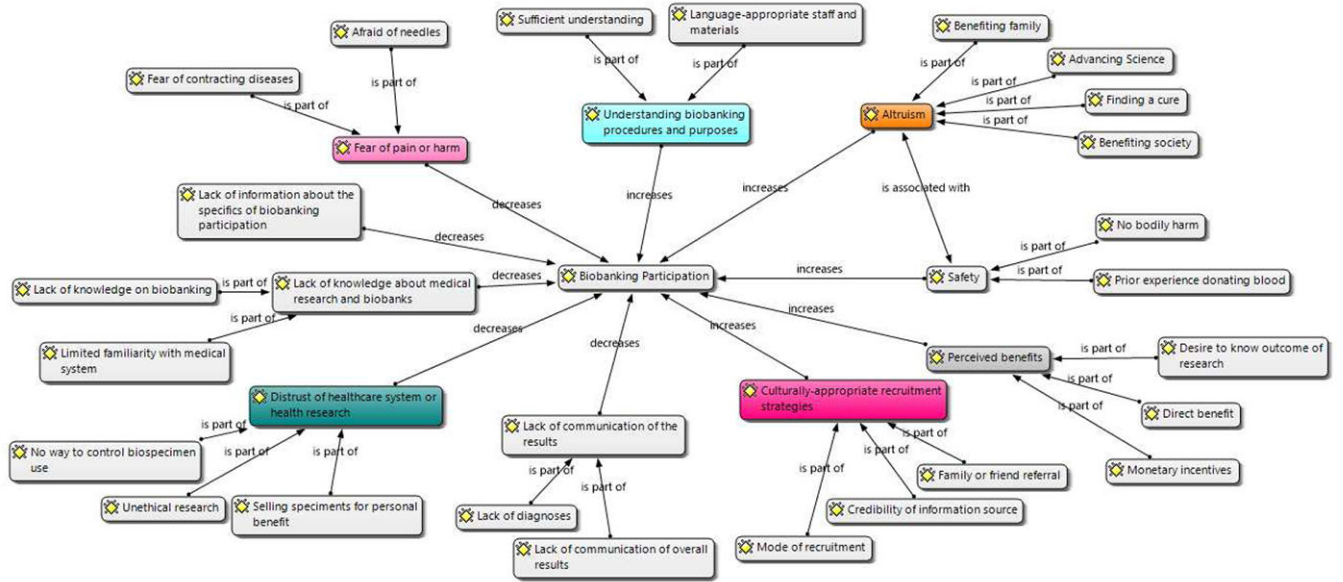 Sufficient understanding
Language-appropriate staff and
materials
Benefiting family
Afraid of needles
is part of
is part of
is part of
Advancing Science
Fear of contracting diseases
is part of
is part of
is part of
Finding a cure
is part of
Understanding biobanking
procedures and purposes
Altruism
is part of
Benefiting society
Fear of pain or harm
increases
increases
is associated with
Lack of information about the
specifics of biobanking
participation
decreases
decreases
No bodily harm
is part of
Lack of knowledge on biobanking
is part of
Lack of knowledge about medical
research and biobanks
decreases
Biobanking Participation
increases
Safety
is part of
Prior experience donating blood
is part of
Limited familiarity with medical
system
decreases
decreases
increases
increases
Perceived benefits
is part of
Desire to know outcome of
research
is part of
Direct benefit
is part of
Monetary incentives
Distrust of healthcare system or
health research
Culturally-appropriate recruitment
strategies
is part of
No way to control biospecimen
use
is part of
is part of
Unethical research
Selling speciments for personal
benefit
Lack of communication of the
results
is part of
is part of
Lack of diagnoses
Lack of communication of overall
results
is part of
is part of
is part of
Family or friend referral
Credibility of information source
Mode of recruitment